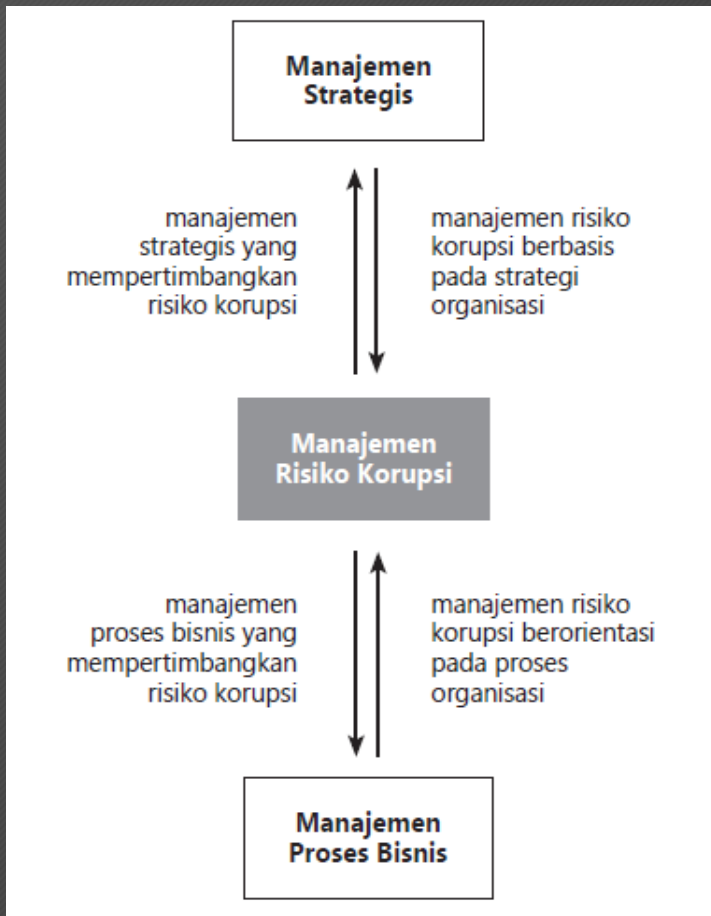 Manajemen
Strategis
manajemen
strategis yang
mempertimbangkan
risiko korupsi
manajemen risiko
korupsi berbasis
pada strategi
organisasi
Manajemen
Risiko Korupsi
manajemen
proses bisnis yang
mempertimbangkan
risiko korupsi
manajemen risiko
korupsi berorientasi
pada proses
organisasi
Manajemen
Proses Bisnis